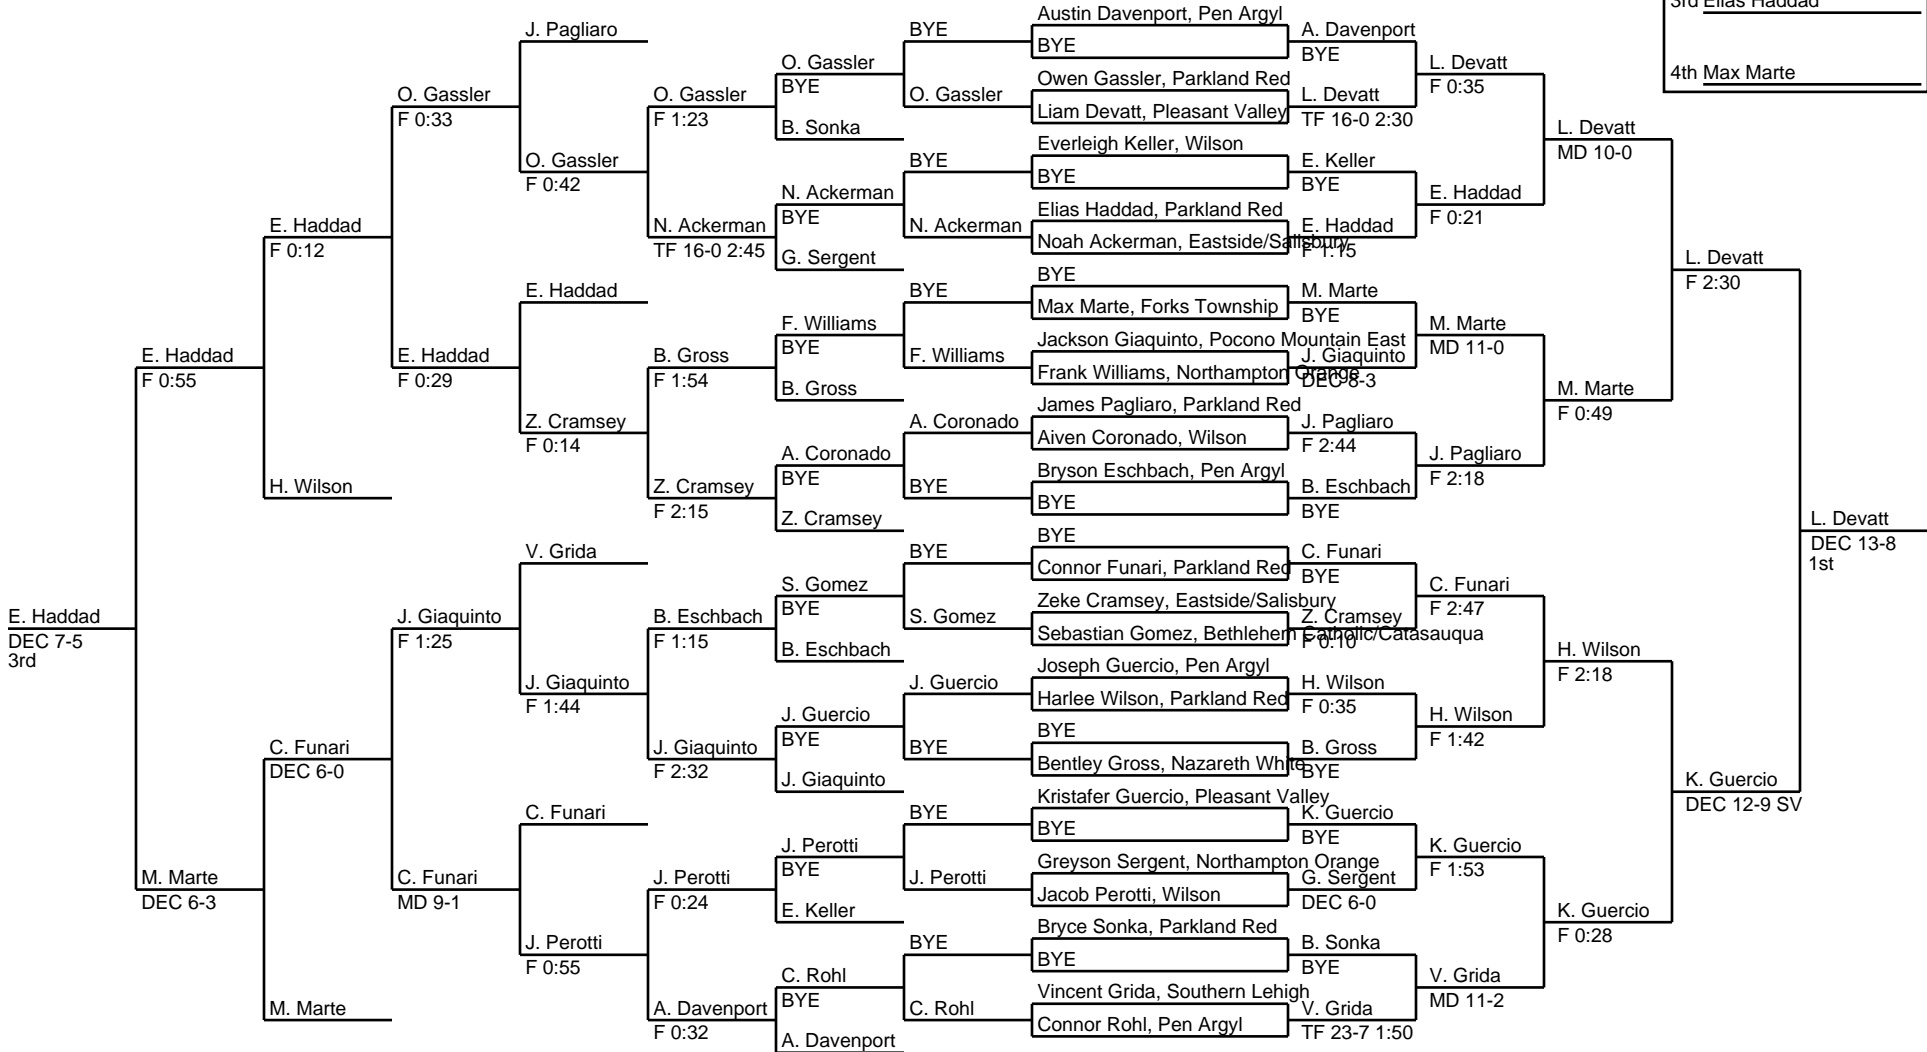 3rd Elias Haddad
4th Max Marte
E. Haddad
DEC 7-5
3rd
E. Haddad
F 0:55
M. Marte
DEC 6-3
E. Haddad
F 0:12
H. Wilson
C. Funari
DEC 6-0
M. Marte
O. Gassler
F 0:33
E. Haddad
F 0:29
J. Giaquinto
F 1:25
C. Funari
MD 9-1
J. Pagliaro
O. Gassler
F 0:42
E. Haddad
Z. Cramsey
F 0:14
V. Grida
J. Giaquinto
F 1:44
C. Funari
J. Perotti
F 0:55
O. Gassler
F 1:23
N. Ackerman
TF 16-0 2:45
B. Gross
F 1:54
Z. Cramsey
F 2:15
B. Eschbach
F 1:15
J. Giaquinto
F 2:32
J. Perotti
F 0:24
A. Davenport
F 0:32
O. Gassler
BYE
B. Sonka
N. Ackerman
BYE
G. Sergent
F. Williams
BYE
B. Gross
A. Coronado
BYE
Z. Cramsey
S. Gomez
BYE
B. Eschbach
J. Guercio
BYE
J. Giaquinto
J. Perotti
BYE
E. Keller
C. Rohl
BYE
A. Davenport
BYE
O. Gassler
BYE
N. Ackerman
BYE
F. Williams
A. Coronado
BYE
BYE
S. Gomez
J. Guercio
BYE
BYE
J. Perotti
BYE
C. Rohl
Austin Davenport, Pen Argyl
BYE
Owen Gassler, Parkland Red
Liam Devatt, Pleasant Valley
Everleigh Keller, Wilson
BYE
Elias Haddad, Parkland Red
Noah Ackerman, Eastside/Salisbury
BYE
Max Marte, Forks Township
Jackson Giaquinto, Pocono Mountain East
Frank Williams, Northampton Orange
James Pagliaro, Parkland Red
Aiven Coronado, Wilson
Bryson Eschbach, Pen Argyl
BYE
BYE
Connor Funari, Parkland Red
Zeke Cramsey, Eastside/Salisbury
Sebastian Gomez, Bethlehem Catholic/Catasauqua
Joseph Guercio, Pen Argyl
Harlee Wilson, Parkland Red
BYE
Bentley Gross, Nazareth White
Kristafer Guercio, Pleasant Valley
BYE
Greyson Sergent, Northampton Orange
Jacob Perotti, Wilson
Bryce Sonka, Parkland Red
BYE
Vincent Grida, Southern Lehigh
Connor Rohl, Pen Argyl
A. Davenport
BYE
L. Devatt
TF 16-0 2:30
E. Keller
BYE
E. Haddad
F 1:15
M. Marte
BYE
J. Giaquinto
DEC 8-3
J. Pagliaro
F 2:44
B. Eschbach
BYE
C. Funari
BYE
Z. Cramsey
F 0:10
H. Wilson
F 0:35
B. Gross
BYE
K. Guercio
BYE
G. Sergent
DEC 6-0
B. Sonka
BYE
V. Grida
TF 23-7 1:50
L. Devatt
F 0:35
E. Haddad
F 0:21
M. Marte
MD 11-0
J. Pagliaro
F 2:18
C. Funari
F 2:47
H. Wilson
F 1:42
K. Guercio
F 1:53
V. Grida
MD 11-2
L. Devatt
MD 10-0
M. Marte
F 0:49
H. Wilson
F 2:18
K. Guercio
F 0:28
L. Devatt
F 2:30
K. Guercio
DEC 12-9 SV
L. Devatt
DEC 13-8
1st